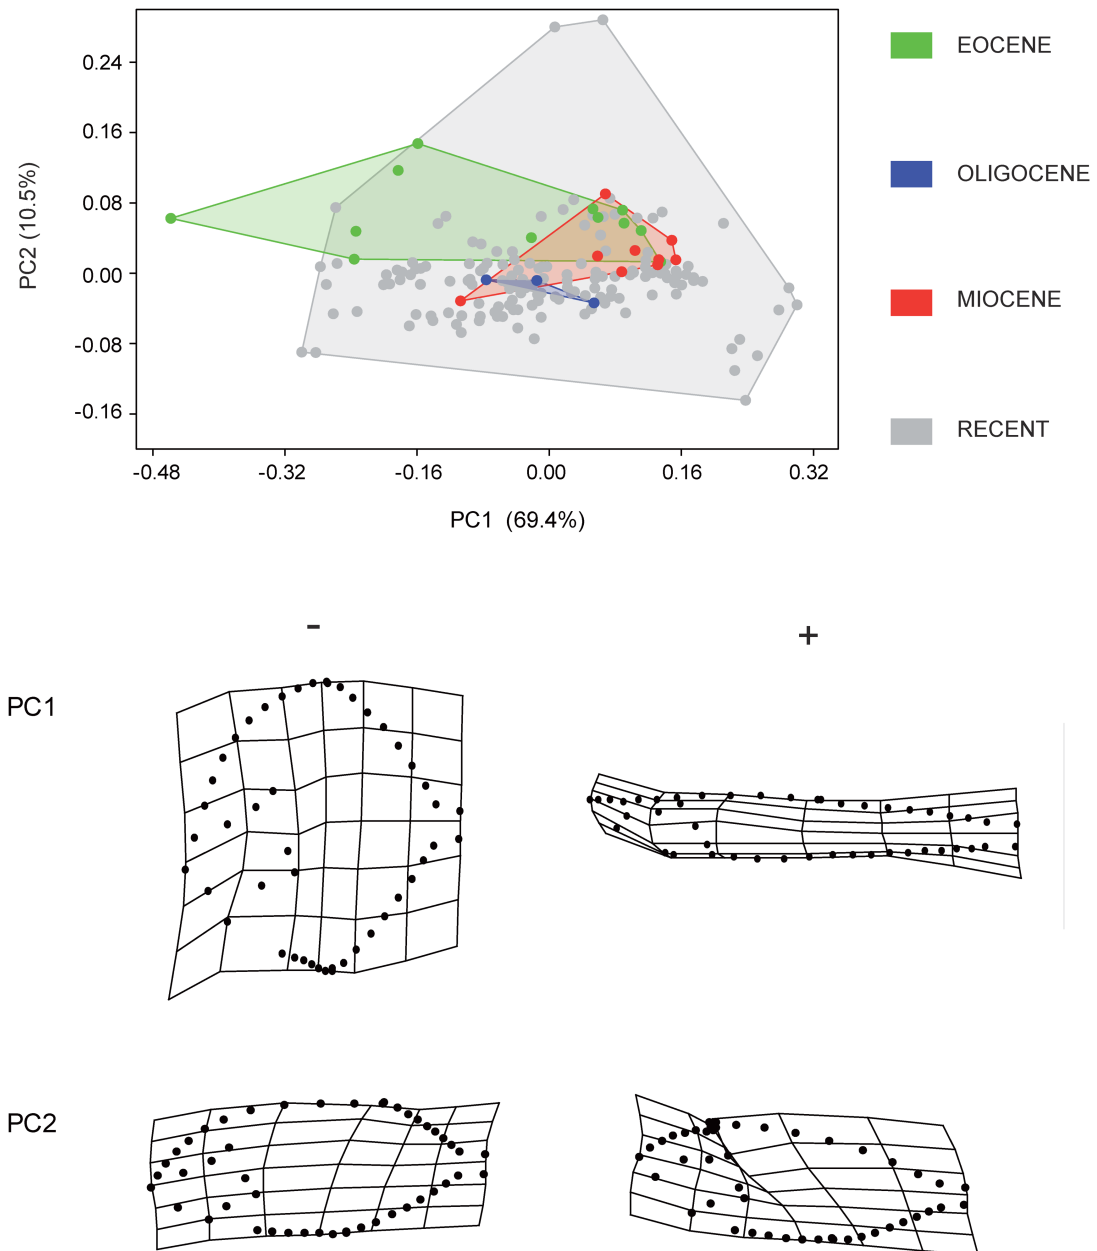 EOCENE
OLIGOCENE
MIOCENE
RECENT
PC2 (10.5%)
0.24
0.16
0.08
0.00
-0.08
-0.16
-0.48 -0.32 -0.16 0.00 0.16 0.32
PC1 (69.4%)
- +
PC1
PC2